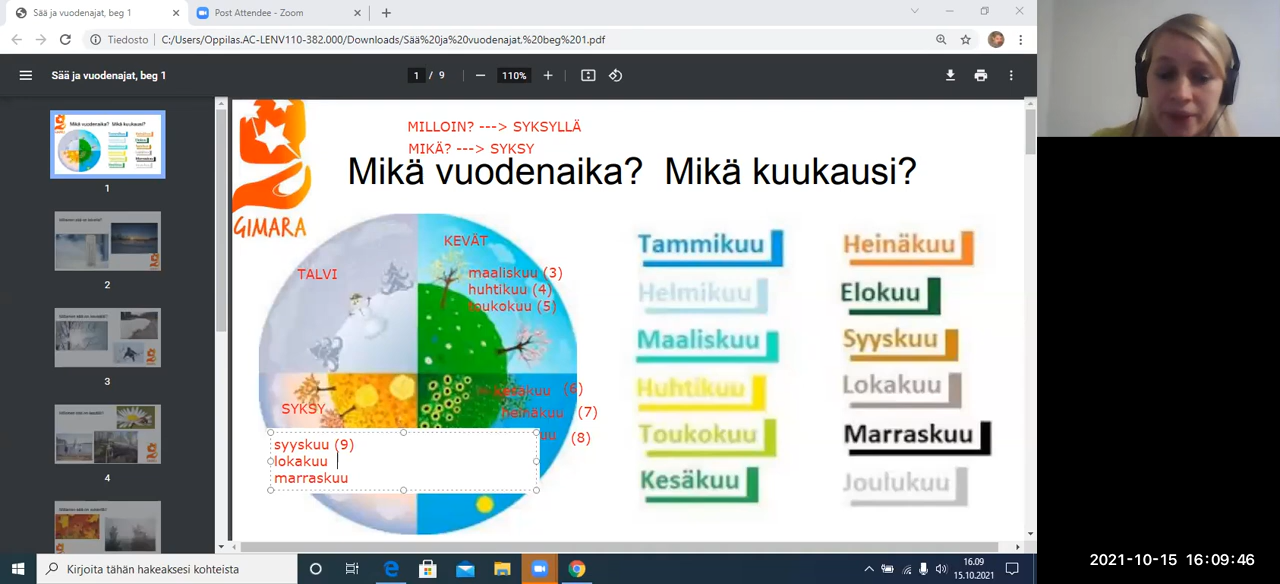 Sää ja vuodenajat, beg 1
Post Attendee - Zoom
Tiedosto
C:/Users/Oppilas.AC-LENV110-382.000/Downloads/Sää%20ja%20vuodenajat.%20beg%201.pdf
Sää ja vuodenajat, beg 1
1 / 9
110%
1
2
3
4
GIMARA
MILLOIN? ---> SYKSYLLÄ
MIKÄ? ---> SYKSY
Mikä vuodenaika? Mikä kuukausi?
TALVI
KEVÄT
maaliskuu (3)
huhtikuu (4)
toukokuu (5)
(6)
heinäkuu (7)
(8)
SYKSY
syyskuu (9)
lokakuu
marraskuu
Tammikuu
Helmikuu
Maaliskuu
Huhtikuu
Toukokuu
Kesäkuu
Heinäkuu
Elokuu
Syyskuu
Lokakuu
Marraskuu
Joulukuu
Kirjoita tähän hakeaksesi kohteista
16.09
15.10.2021
2021-10-15 16:09:46